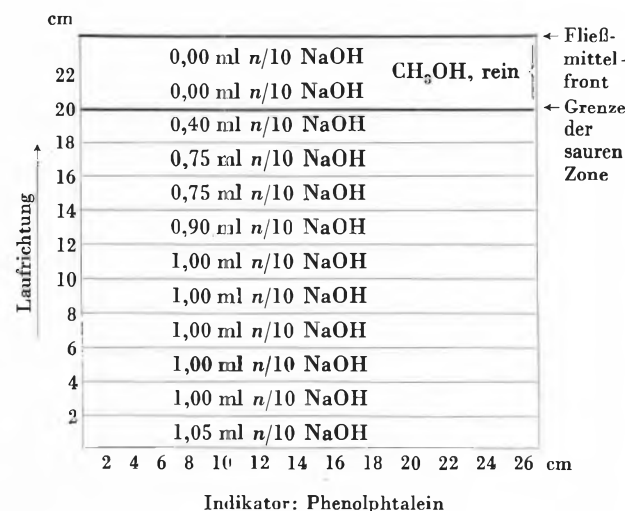 cm
0,00 ml n/10 NaOH
CH₃OH, rein
← Fließ-
mittel-
front
22
0,00 ml n/10 NaOH
20
← Grenze
der
sauren
Zone
0,40 ml n/10 NaOH
18
0,75 ml n/10 NaOH
16
0,75 ml n/10 NaOH
14
0,90 ml n/10 NaOH
12
1,00 ml n/10 NaOH
10
1,00 ml n/10 NaOH
8
1,00 ml n/10 NaOH
6
1,00 ml n/10 NaOH
4
1,00 ml n/10 NaOH
2
1,05 ml n/10 NaOH
Laufrichtung
2 4 6 8 10 12 14 16 18 20 22 24 26 cm
Indikator: Phenolphtalein